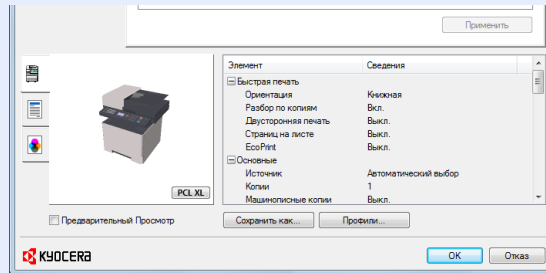 Применить
Элемент Сведения
Быстрая печать
Ориентация Книжная
Разбор по копиям Вкл.
Двусторонняя печать Выкл.
Страниц на листе Выкл.
EcoPrint Выкл.
Основные
Источник Автоматический выбор
Копии 1
Машинописные копии Выкл.
PCL XL
Предварительный Просмотр Сохранить как... Профили...
KYOCERA OK Отказ